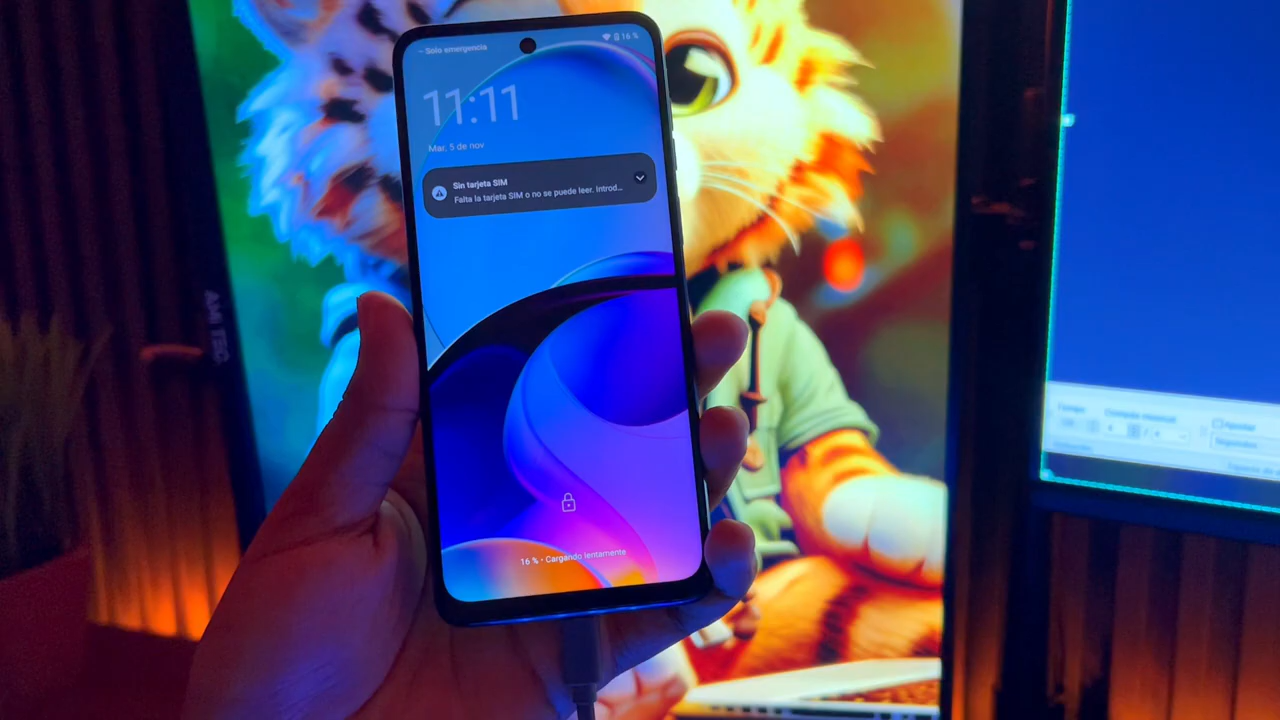 Solo emergencia
16 %
11:11
Mar. 5 de nov
Sin tarjeta SIM
Falta la tarjeta SIM o no se puede leer. Introd...
16 % • Cargando lentamente